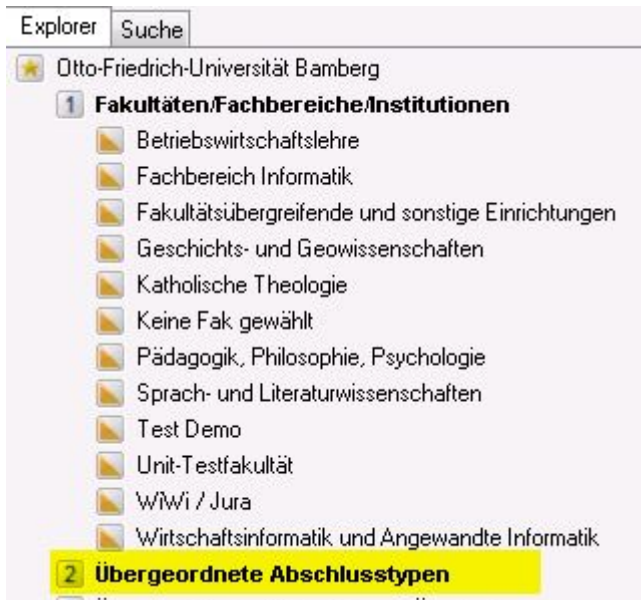 Explorer Suche
Otto-Friedrich-Universität Bamberg
1 Fakultäten/Fachbereiche/Institutionen
Betriebswirtschaftslehre
Fachbereich Informatik
Fakultätsübergreifende und sonstige Einrichtungen
Geschichts- und Geowissenschaften
Katholische Theologie
Keine Fak gewählt
Pädagogik, Philosophie, Psychologie
Sprach- und Literaturwissenschaften
Test Demo
Unit-Testfakultät
WiWi / Jura
Wirtschaftsinformatik und Angewandte Informatik
2 Übergeordnete Abschlusstypen